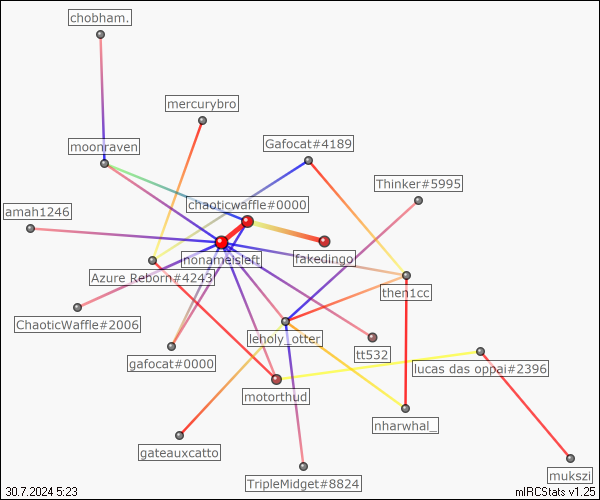 chobham.
mercurybro
moonraven
Gafocat#4189
Thinker#5995
chaoticwaffle#0000
amah1246
nonameisleft
fakedingo
Azure Reborn#4243
then1cc
ChaoticWaffle#2006
leholy_otter
tt532
gafocat#0000
lucas das oppai#2396
motorthud
nharwhal_
gateauxcatto
mukszi
TripleMidget#8824
30.7.2024 5:23
mIRCStats v1.25